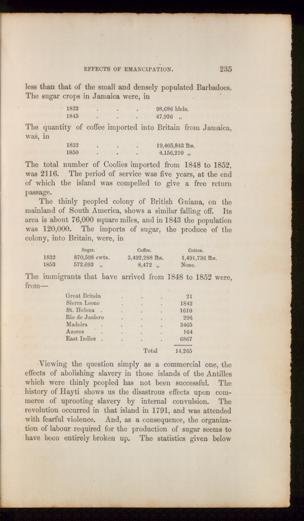 EFFECTS OF EMANCIPATION. 235
less than that of the small and densely populated Barbadoes.
The sugar crops in Jamaica were, in
1832 . . . . 98,686 hhds.
1845 . . . . 47,926 „
The quantity of coffee imported into Britain from Jamaica,
was, in
1832 . . . . 19,405,843 lbs.
1850 . . . . 4,156,210 „
The total number of Coolies imported from 1848 to 1852,
was 2116. The period of service was five years, at the end
of which the island was compelled to give a free return
passage.
The thinly peopled colony of British Guiana, on the
mainland of South America, shows a similar falling off. Its
area is about 76,000 square miles, and in 1843 the population
was 120,000. The imports of sugar, the produce of the
colony, into Britain, were, in
Sugar. Coffee. Cotton.
1832 870,508 cwts. 3,492,288 lbs. 1,491,736 lbs.
1853 572,093 „ 8,472 „ None.
The immigrants that have arrived from 1848 to 1852 were,
from—
Great Britain . . . 21
Sierra Leone . . . 1842
St. Helena . . . . 1610
Rio de Janiero . . . 296
Madeira . . . 3465
Azores . . . 164
East Indies . . . . 6867
Total 14,265
Viewing the question simply as a commercial one, the
effects of abolishing slavery in those islands of the Antilles
which were thinly peopled has not been successful. The
history of Hayti shows us the disastrous effects upon com-
merce of uprooting slavery by internal convulsion. The
revolution occurred in that island in 1791, and was attended
with fearful violence. And, as a consequence, the organiza-
tion of labour required for the production of sugar seems to
have been entirely broken up. The statistics given below